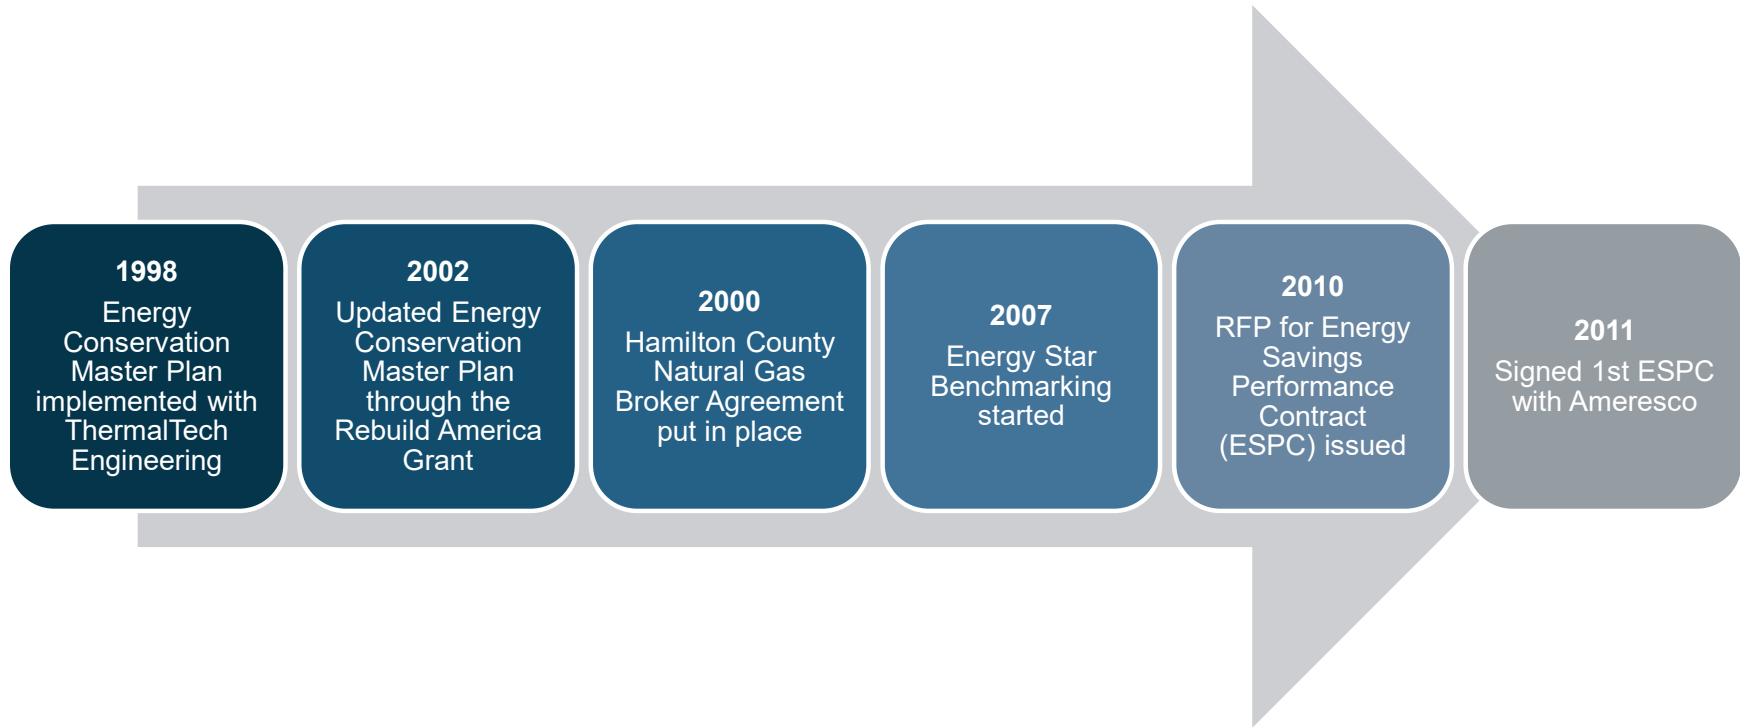 1998
Energy
Conservation
Master Plan
implemented with
ThermalTech
Engineering
2002
Updated Energy
Conservation
Master Plan
through the
Rebuild America
Grant
2000
Hamilton County
Natural Gas
Broker Agreement
put in place
2007
Energy Star
Benchmarking
started
2010
RFP for Energy
Savings
Performance
Contract
(ESPC) issued
2011
Signed 1st ESPC
with Ameresco